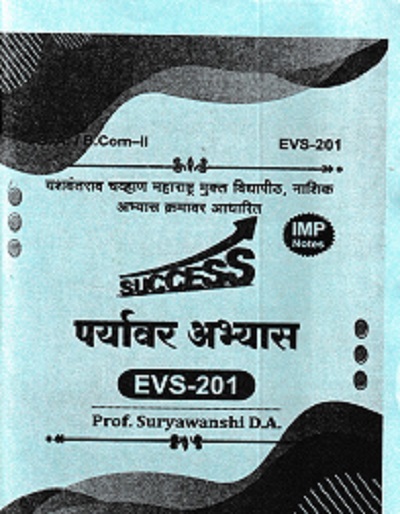 B.Com-II
EVS-201
यशवंतराव चव्हाण महाराष्ट्र मुक्त विद्यापीठ, नाशिक
अभ्यास क्रमावर आधारित
IMP
Notes
SUCCESS
पर्यावर अभ्यास
EVS-201
Prof. Suryawanshi D.A.